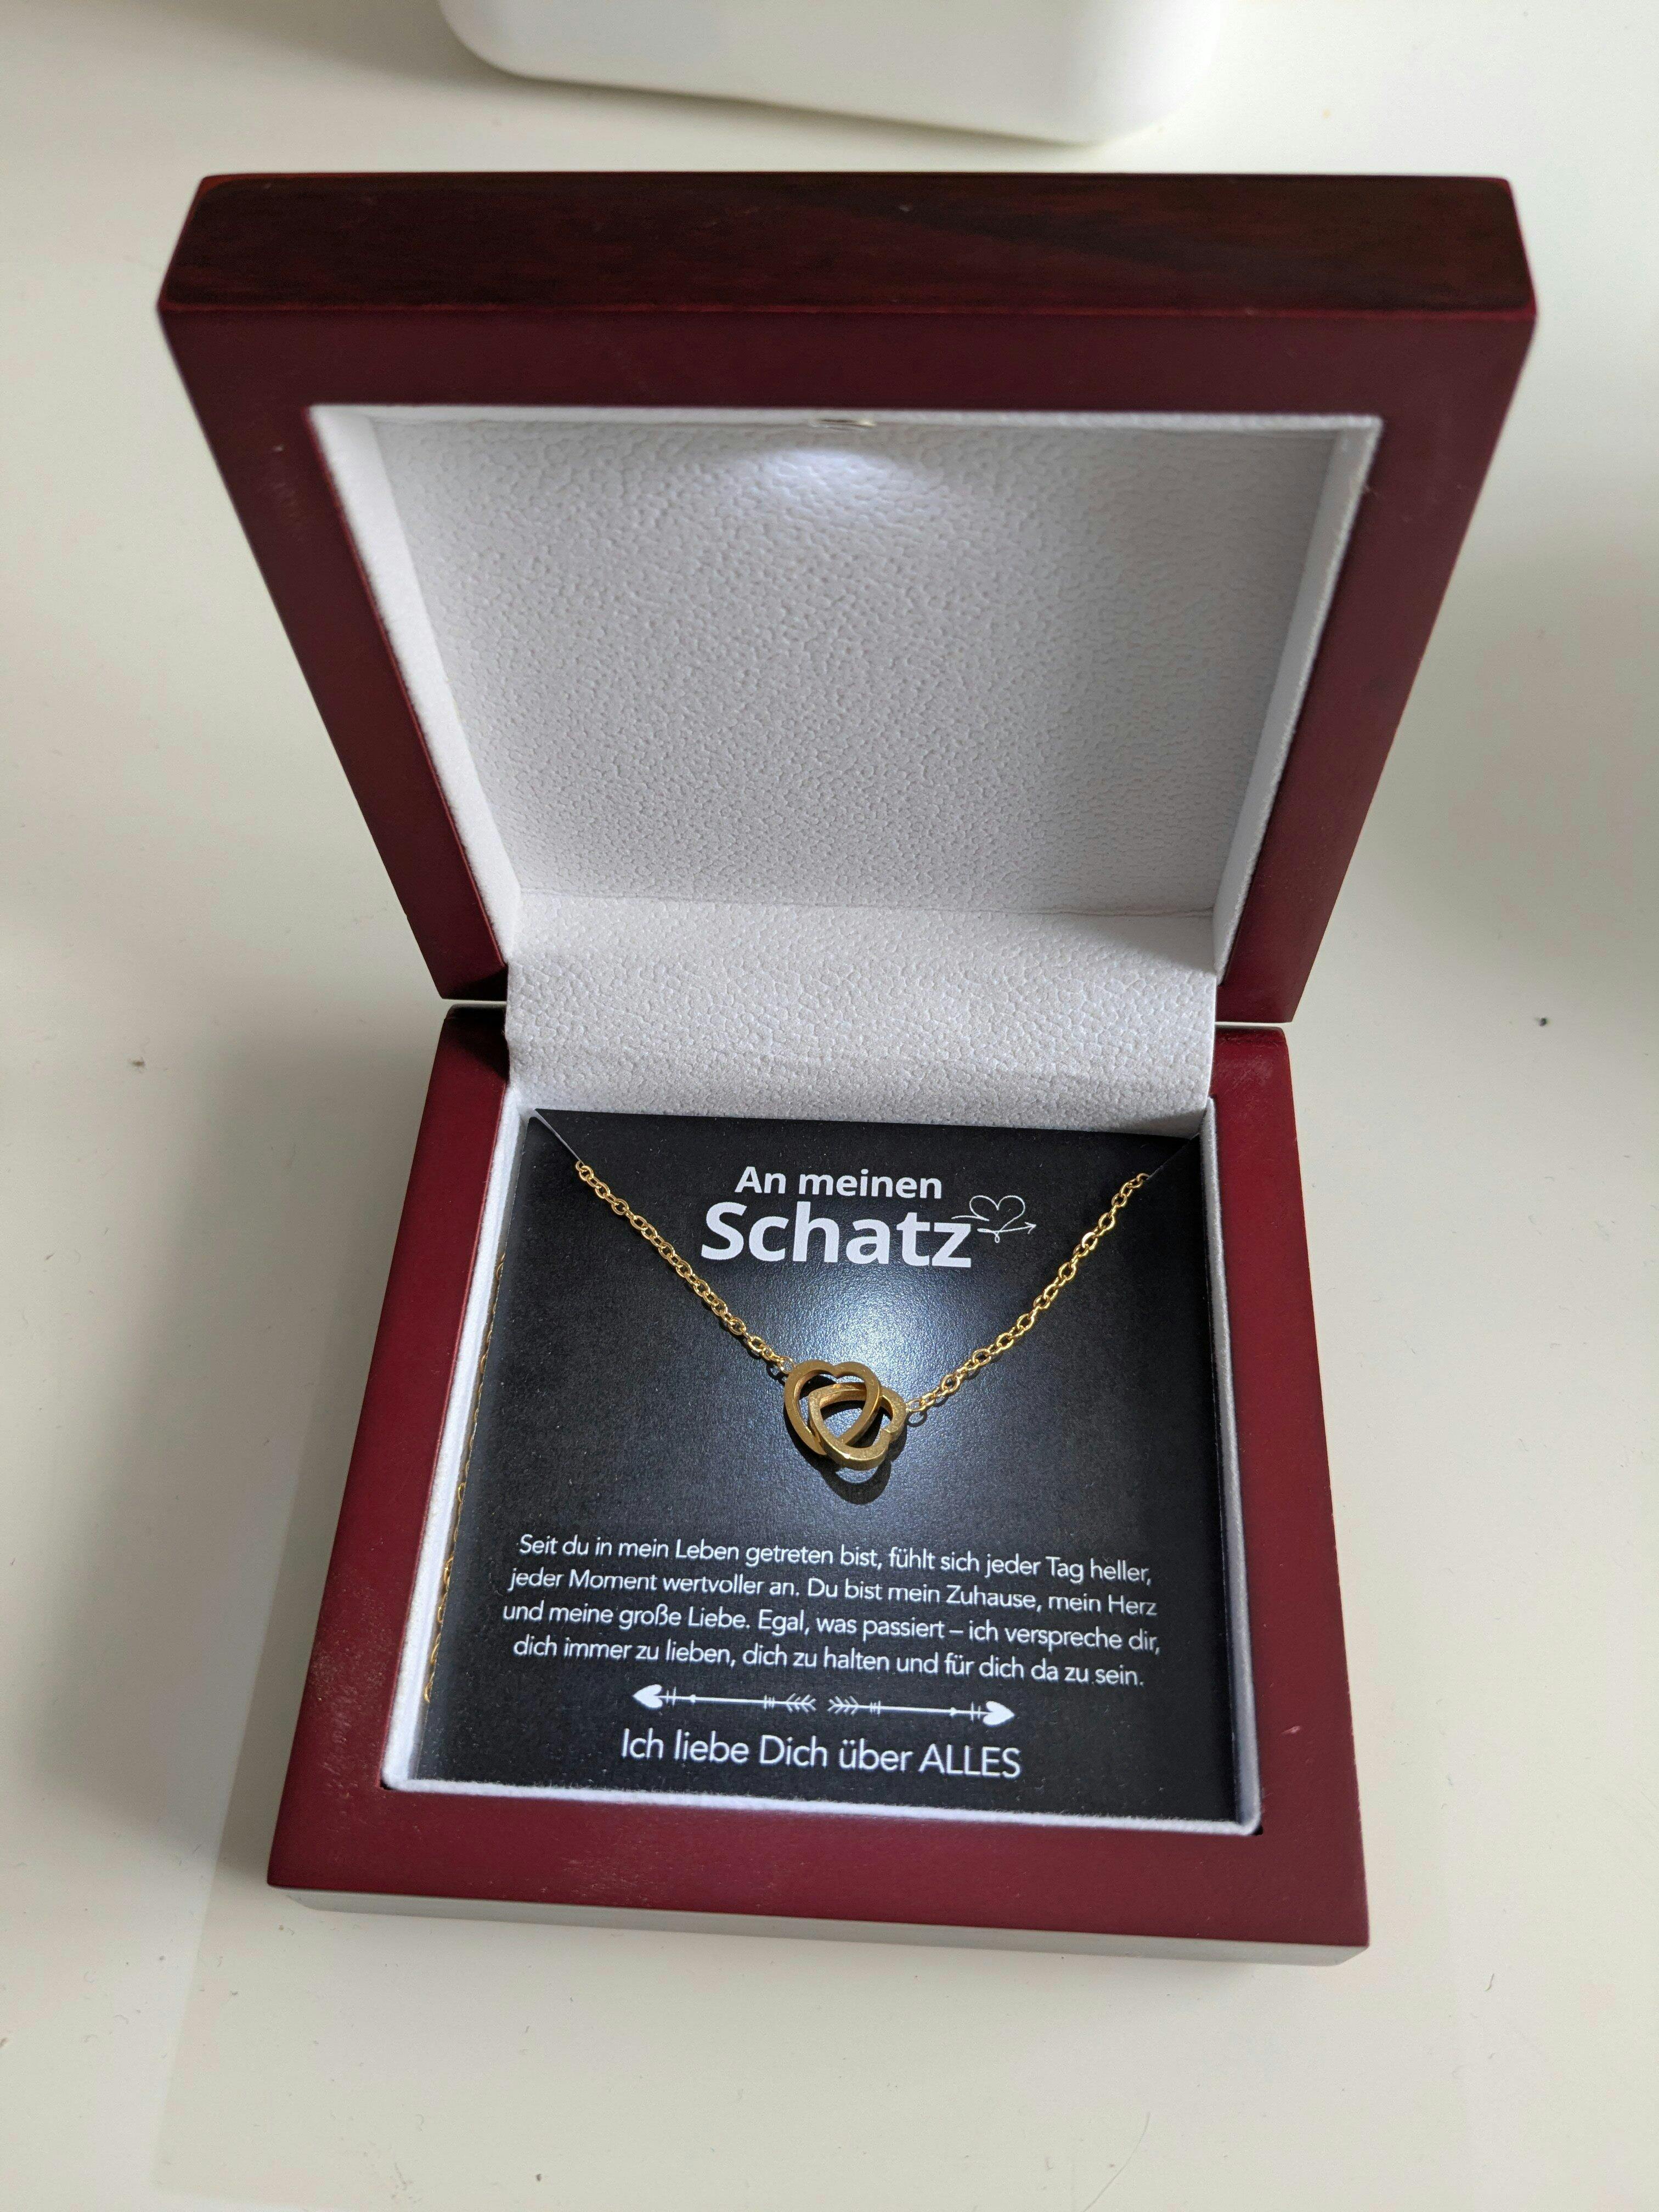 An meinen
Schatz
Seit du in mein Leben getreten bist, fühlt sich jeder Tag heller,
jeder Moment wertvoller an. Du bist mein Zuhause, mein Herz
und meine große Liebe. Egal, was passiert – ich verspreche dir,
dich immer zu lieben, dich zu halten und für dich da zu sein.
Ich liebe Dich über ALLES